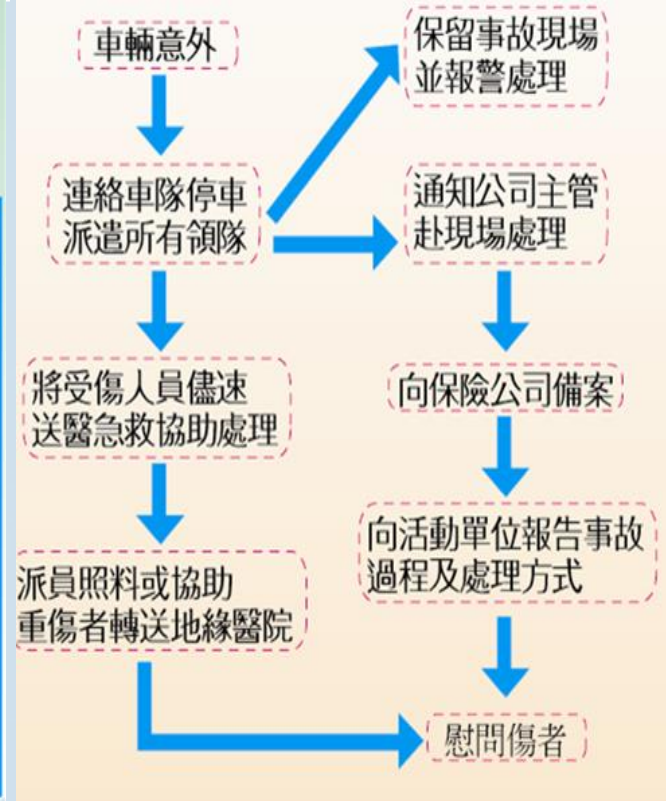 車輛意外
保留事故現場
並報警處理
連絡車隊停車
派遣所有領隊
通知公司主管
赴現場處理
將受傷人員儘速
送醫急救協助處理
向保險公司備案
派員照料或協助
重傷者轉送地緣醫院
向活動單位報告事故
過程及處理方式
慰問傷者